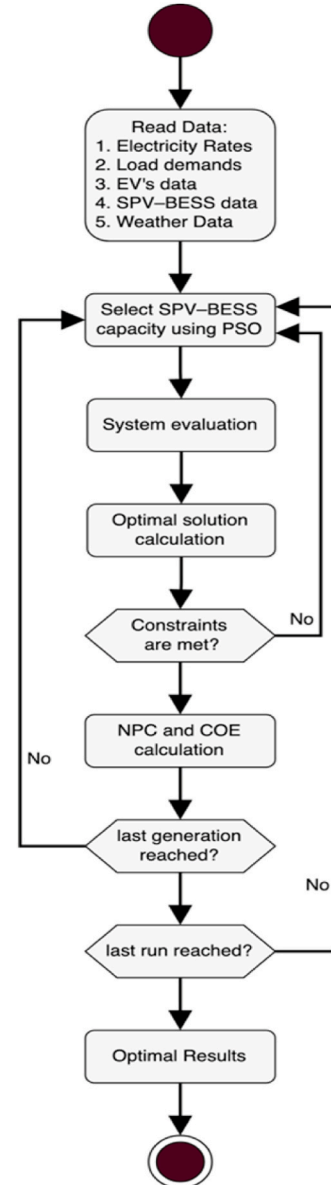 Read Data:
1. Electricity Rates
2. Load demands
3. EV's data
4. SPV–BESS data
5. Weather Data
Select SPV–BESS
capacity using PSO
System evaluation
Optimal solution
calculation
Constraints
are met?
No
NPC and COE
calculation
No
last generation
reached?
No
last run reached?
Optimal Results